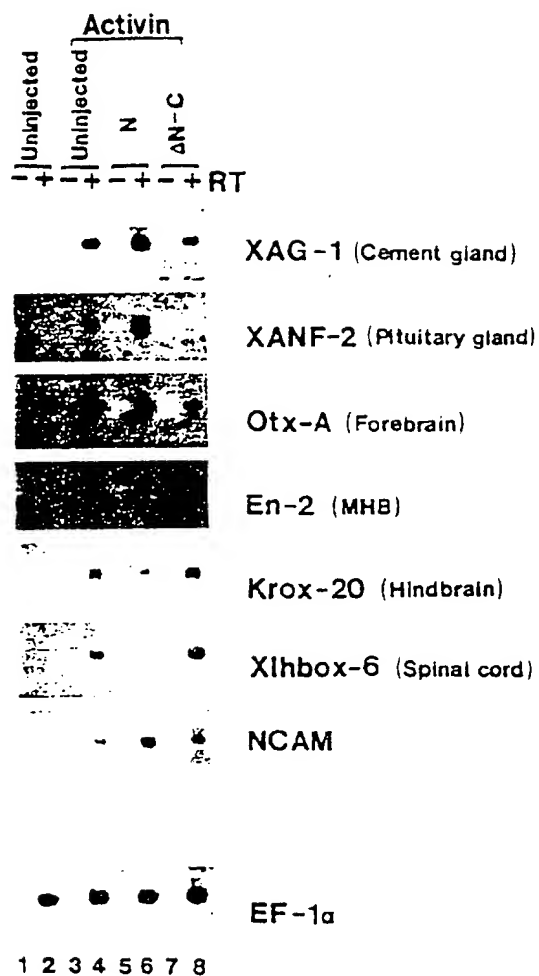 Activin
Uninjected
Uninjected
N
ΔN-C
- + - + - + - + RT
XAG-1 (Cement gland)
XANF-2 (Pituitary gland)
Otx-A (Forebrain)
En-2 (MHB)
Krox-20 (Hindbrain)
Xlhbox-6 (Spinal cord)
NCAM
EF-1α
1 2 3 4 5 6 7 8